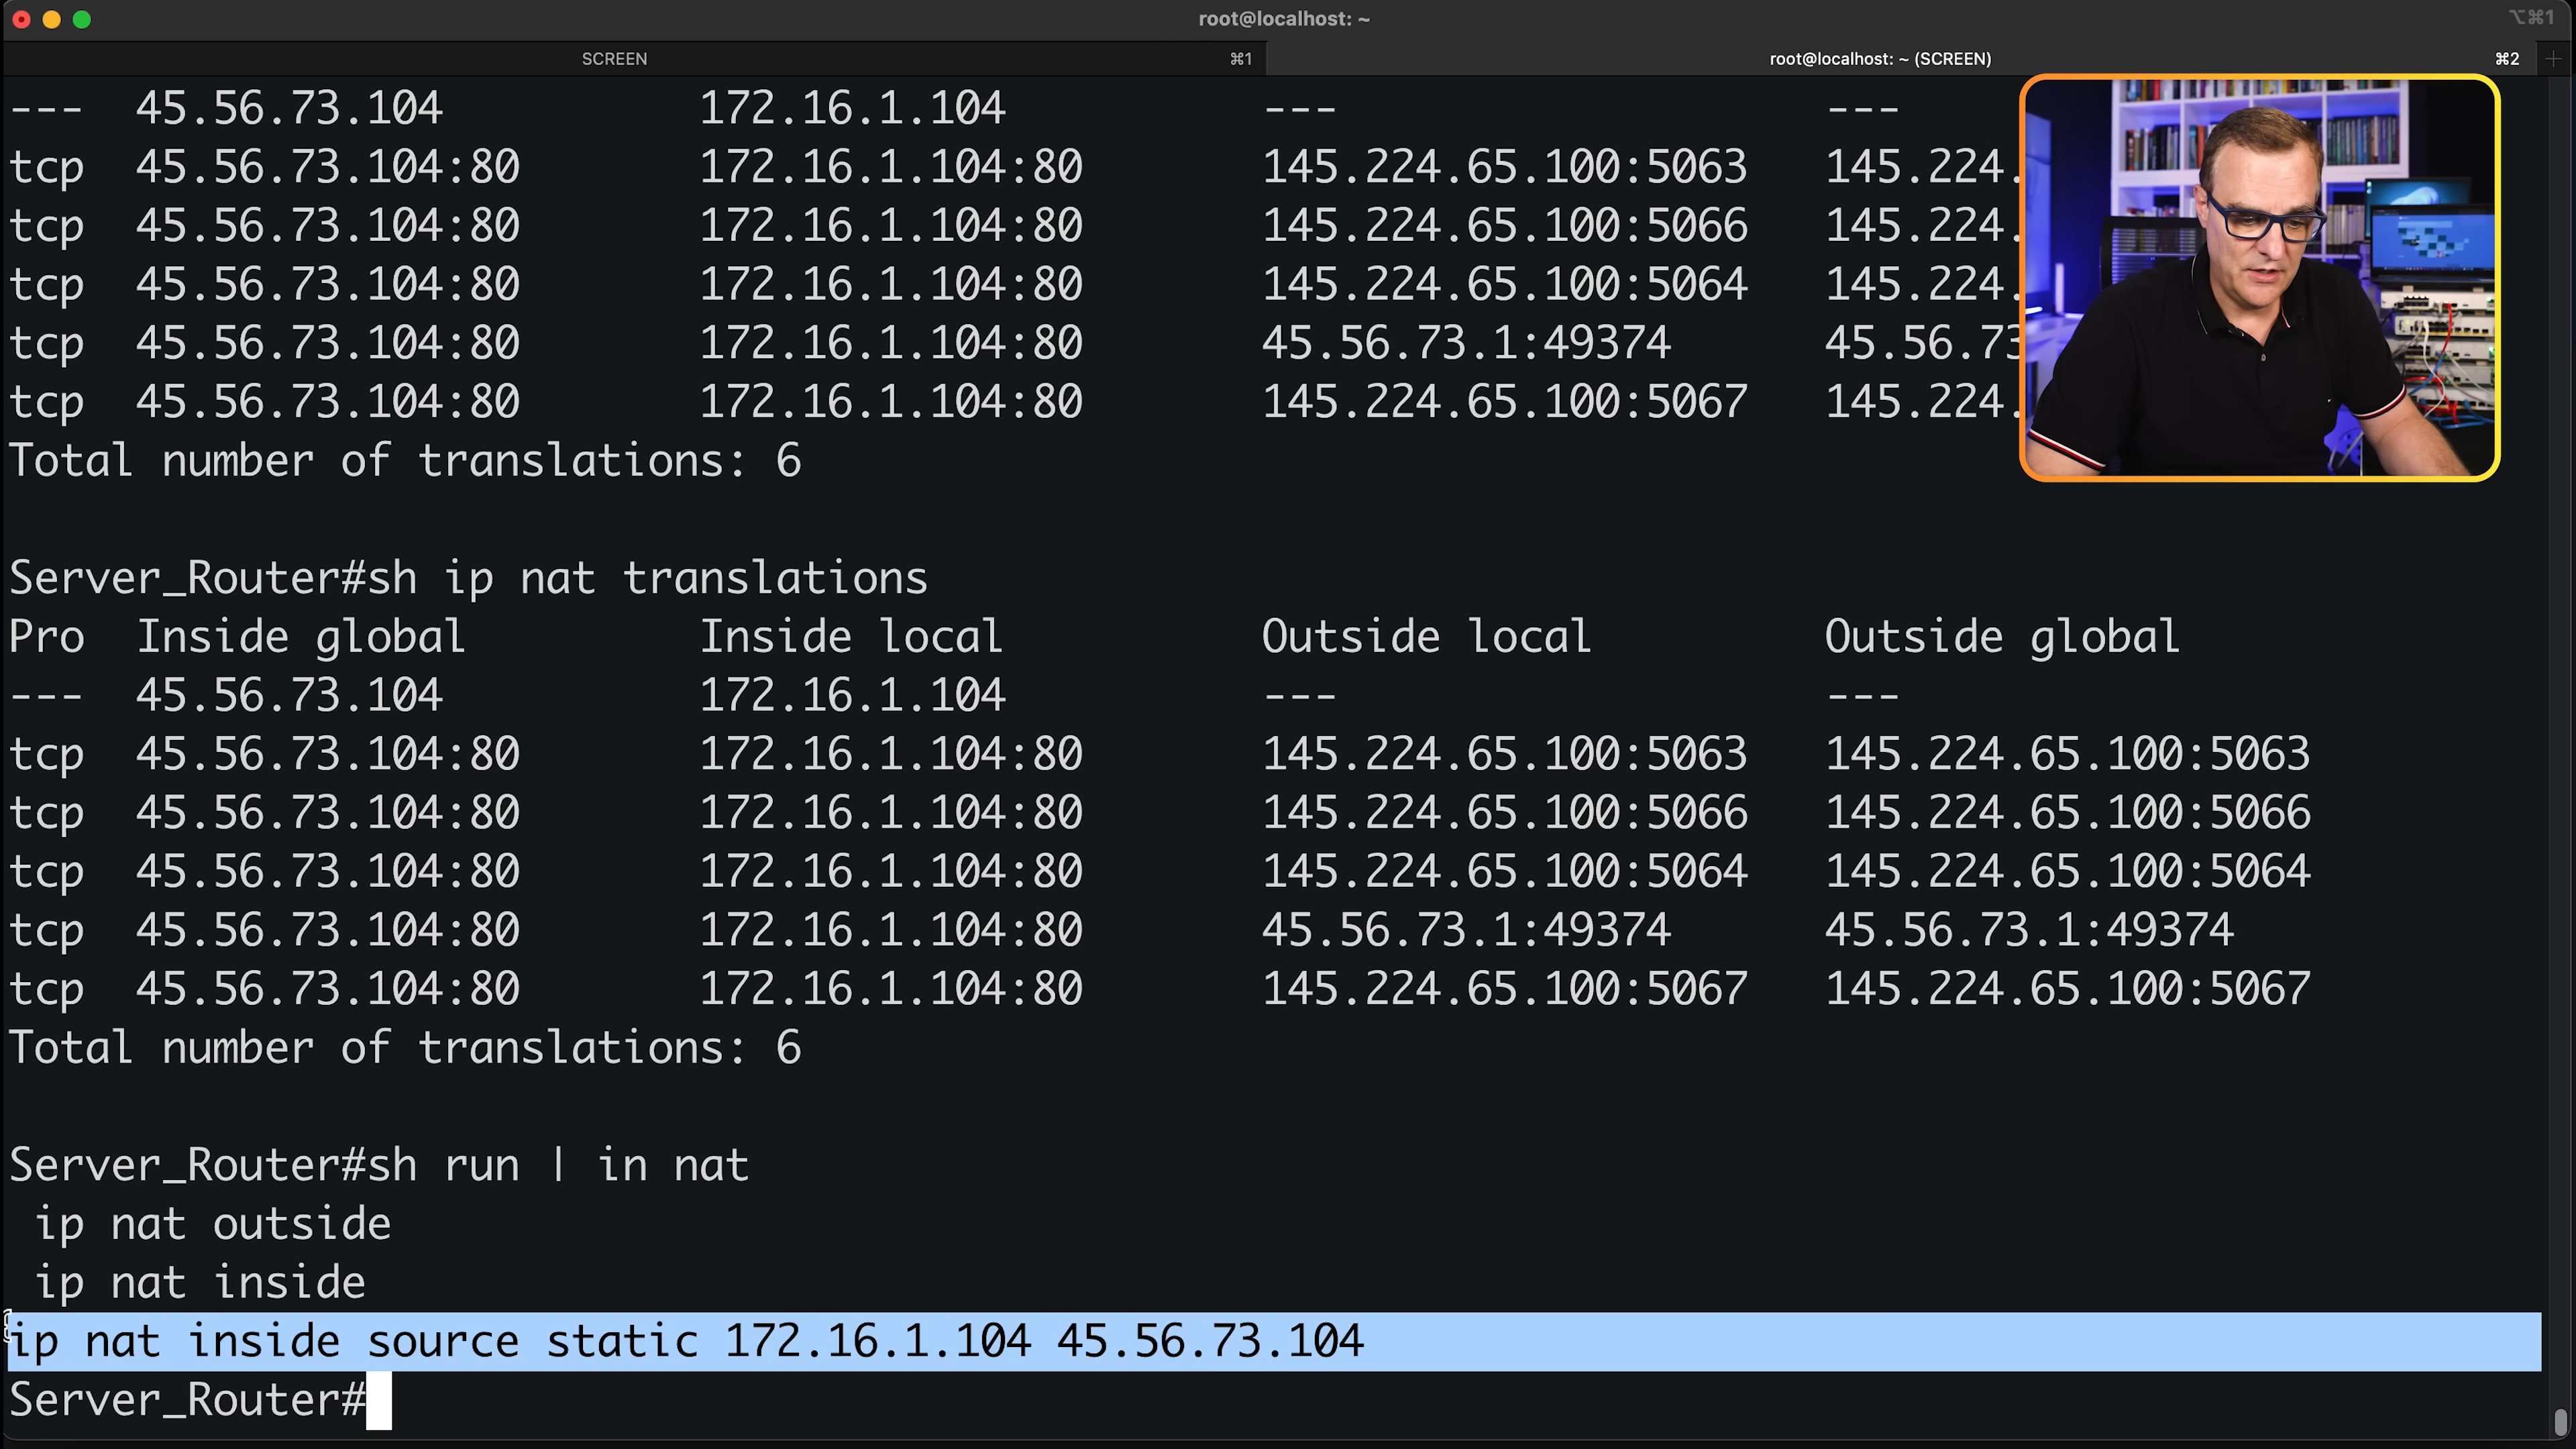 root@localhost: ~
⌥⌘1
SCREEN ⌘1 root@localhost: ~ (SCREEN) ⌘2 +
--- 45.56.73.104 172.16.1.104 --- ---
tcp 45.56.73.104:80 172.16.1.104:80 145.224.65.100:5063 145.224.
tcp 45.56.73.104:80 172.16.1.104:80 145.224.65.100:5066 145.224.
tcp 45.56.73.104:80 172.16.1.104:80 145.224.65.100:5064 145.224.
tcp 45.56.73.104:80 172.16.1.104:80 45.56.73.1:49374 45.56.73
tcp 45.56.73.104:80 172.16.1.104:80 145.224.65.100:5067 145.224.
Total number of translations: 6
Server_Router#sh ip nat translations
Pro Inside global Inside local Outside local Outside global
--- 45.56.73.104 172.16.1.104 --- ---
tcp 45.56.73.104:80 172.16.1.104:80 145.224.65.100:5063 145.224.65.100:5063
tcp 45.56.73.104:80 172.16.1.104:80 145.224.65.100:5066 145.224.65.100:5066
tcp 45.56.73.104:80 172.16.1.104:80 145.224.65.100:5064 145.224.65.100:5064
tcp 45.56.73.104:80 172.16.1.104:80 45.56.73.1:49374 45.56.73.1:49374
tcp 45.56.73.104:80 172.16.1.104:80 145.224.65.100:5067 145.224.65.100:5067
Total number of translations: 6
Server_Router#sh run | in nat
ip nat outside
ip nat inside
ip nat inside source static 172.16.1.104 45.56.73.104
Server_Router#